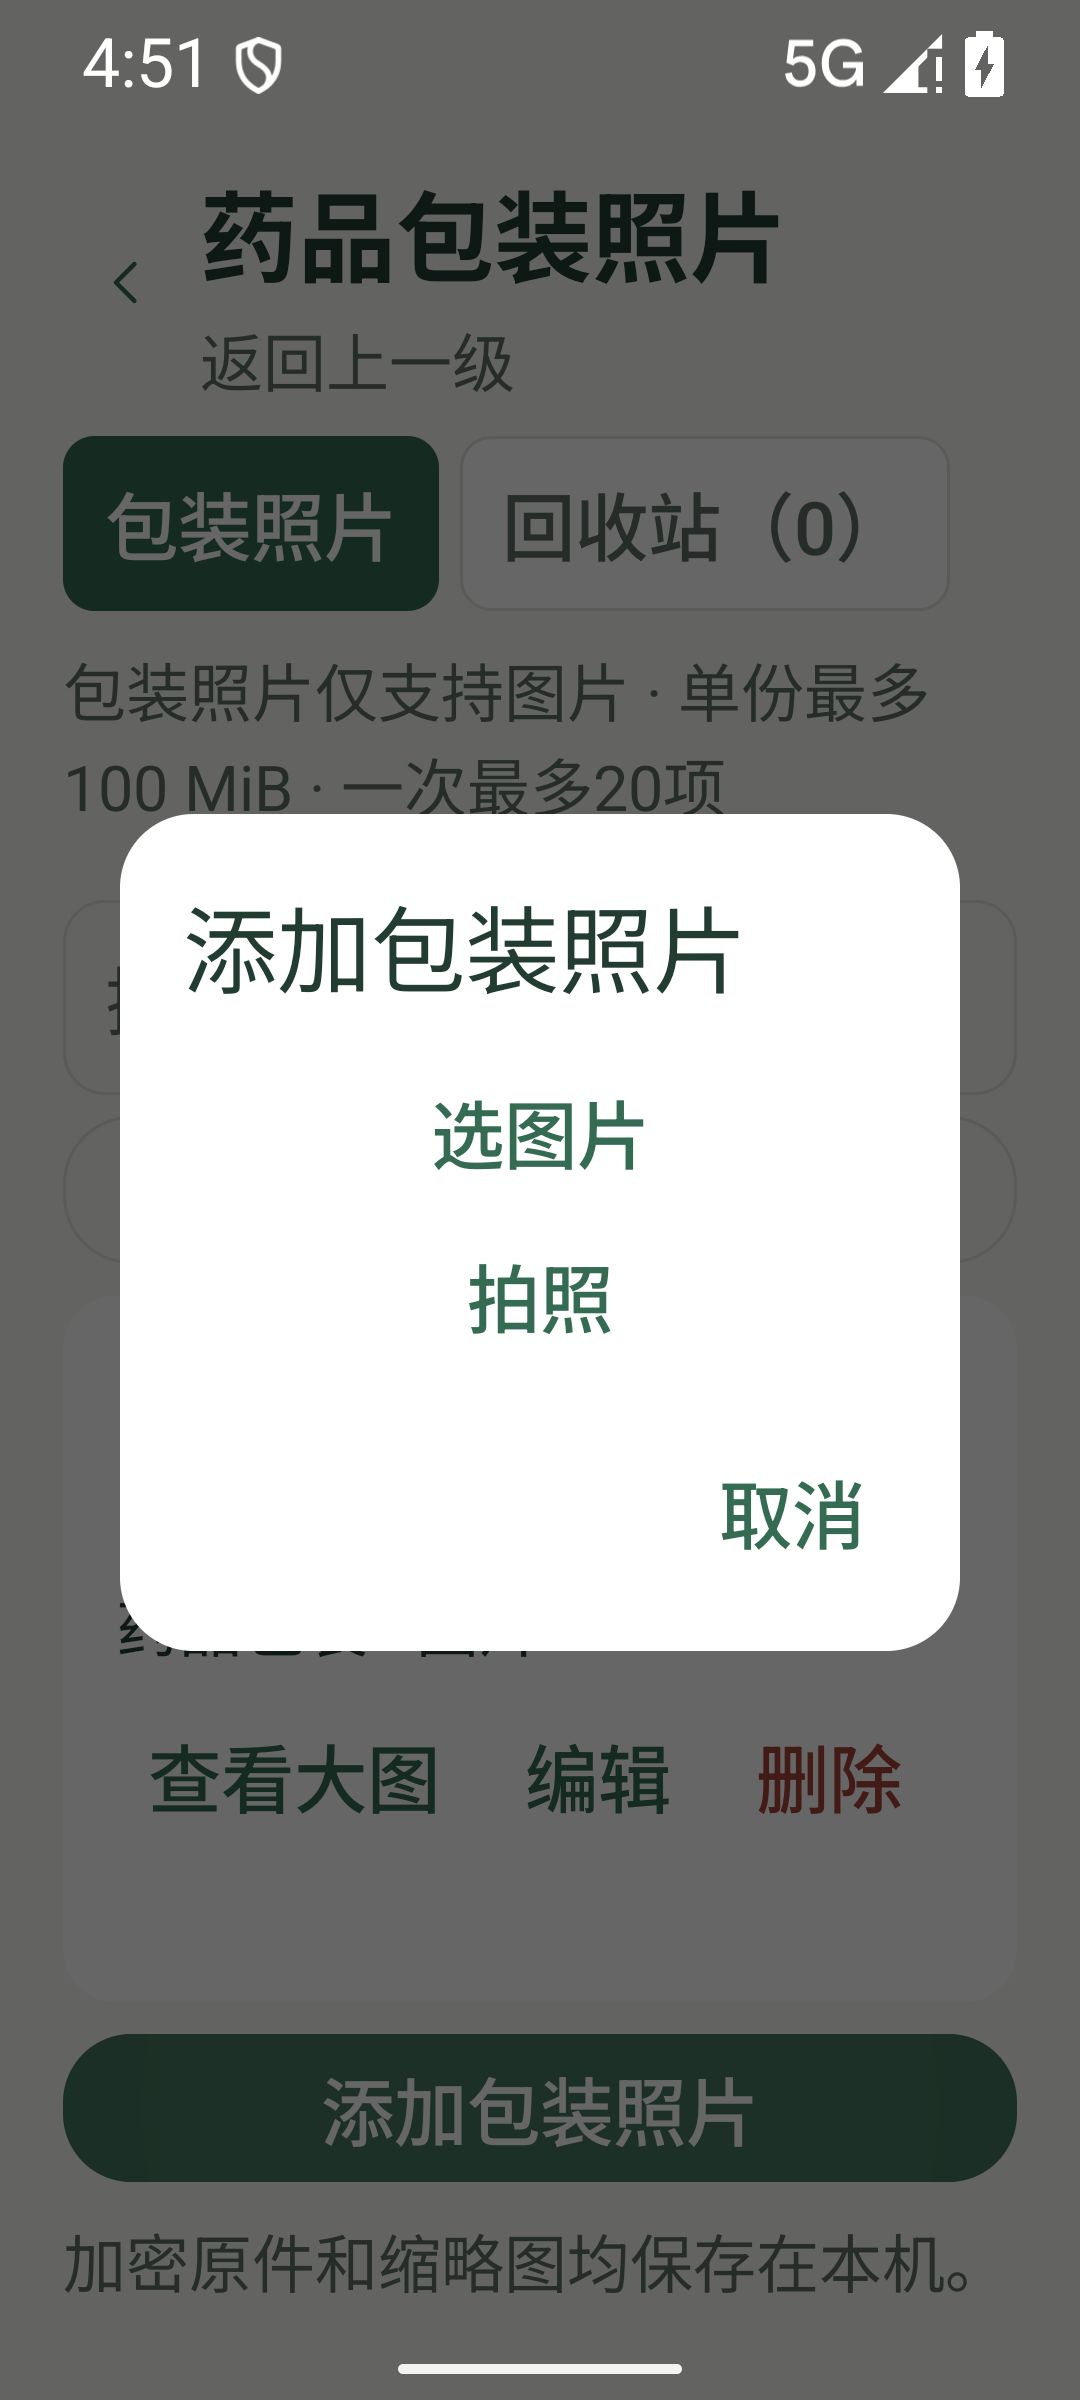 4:51
5G
药品包装照片
返回上一级
包装照片
回收站（0）
包装照片仅支持图片 · 单份最多
100 MiB · 一次最多20项
添加包装照片
选图片
拍照
取消
查看大图
编辑
删除
添加包装照片
加密原件和缩略图均保存在本机。